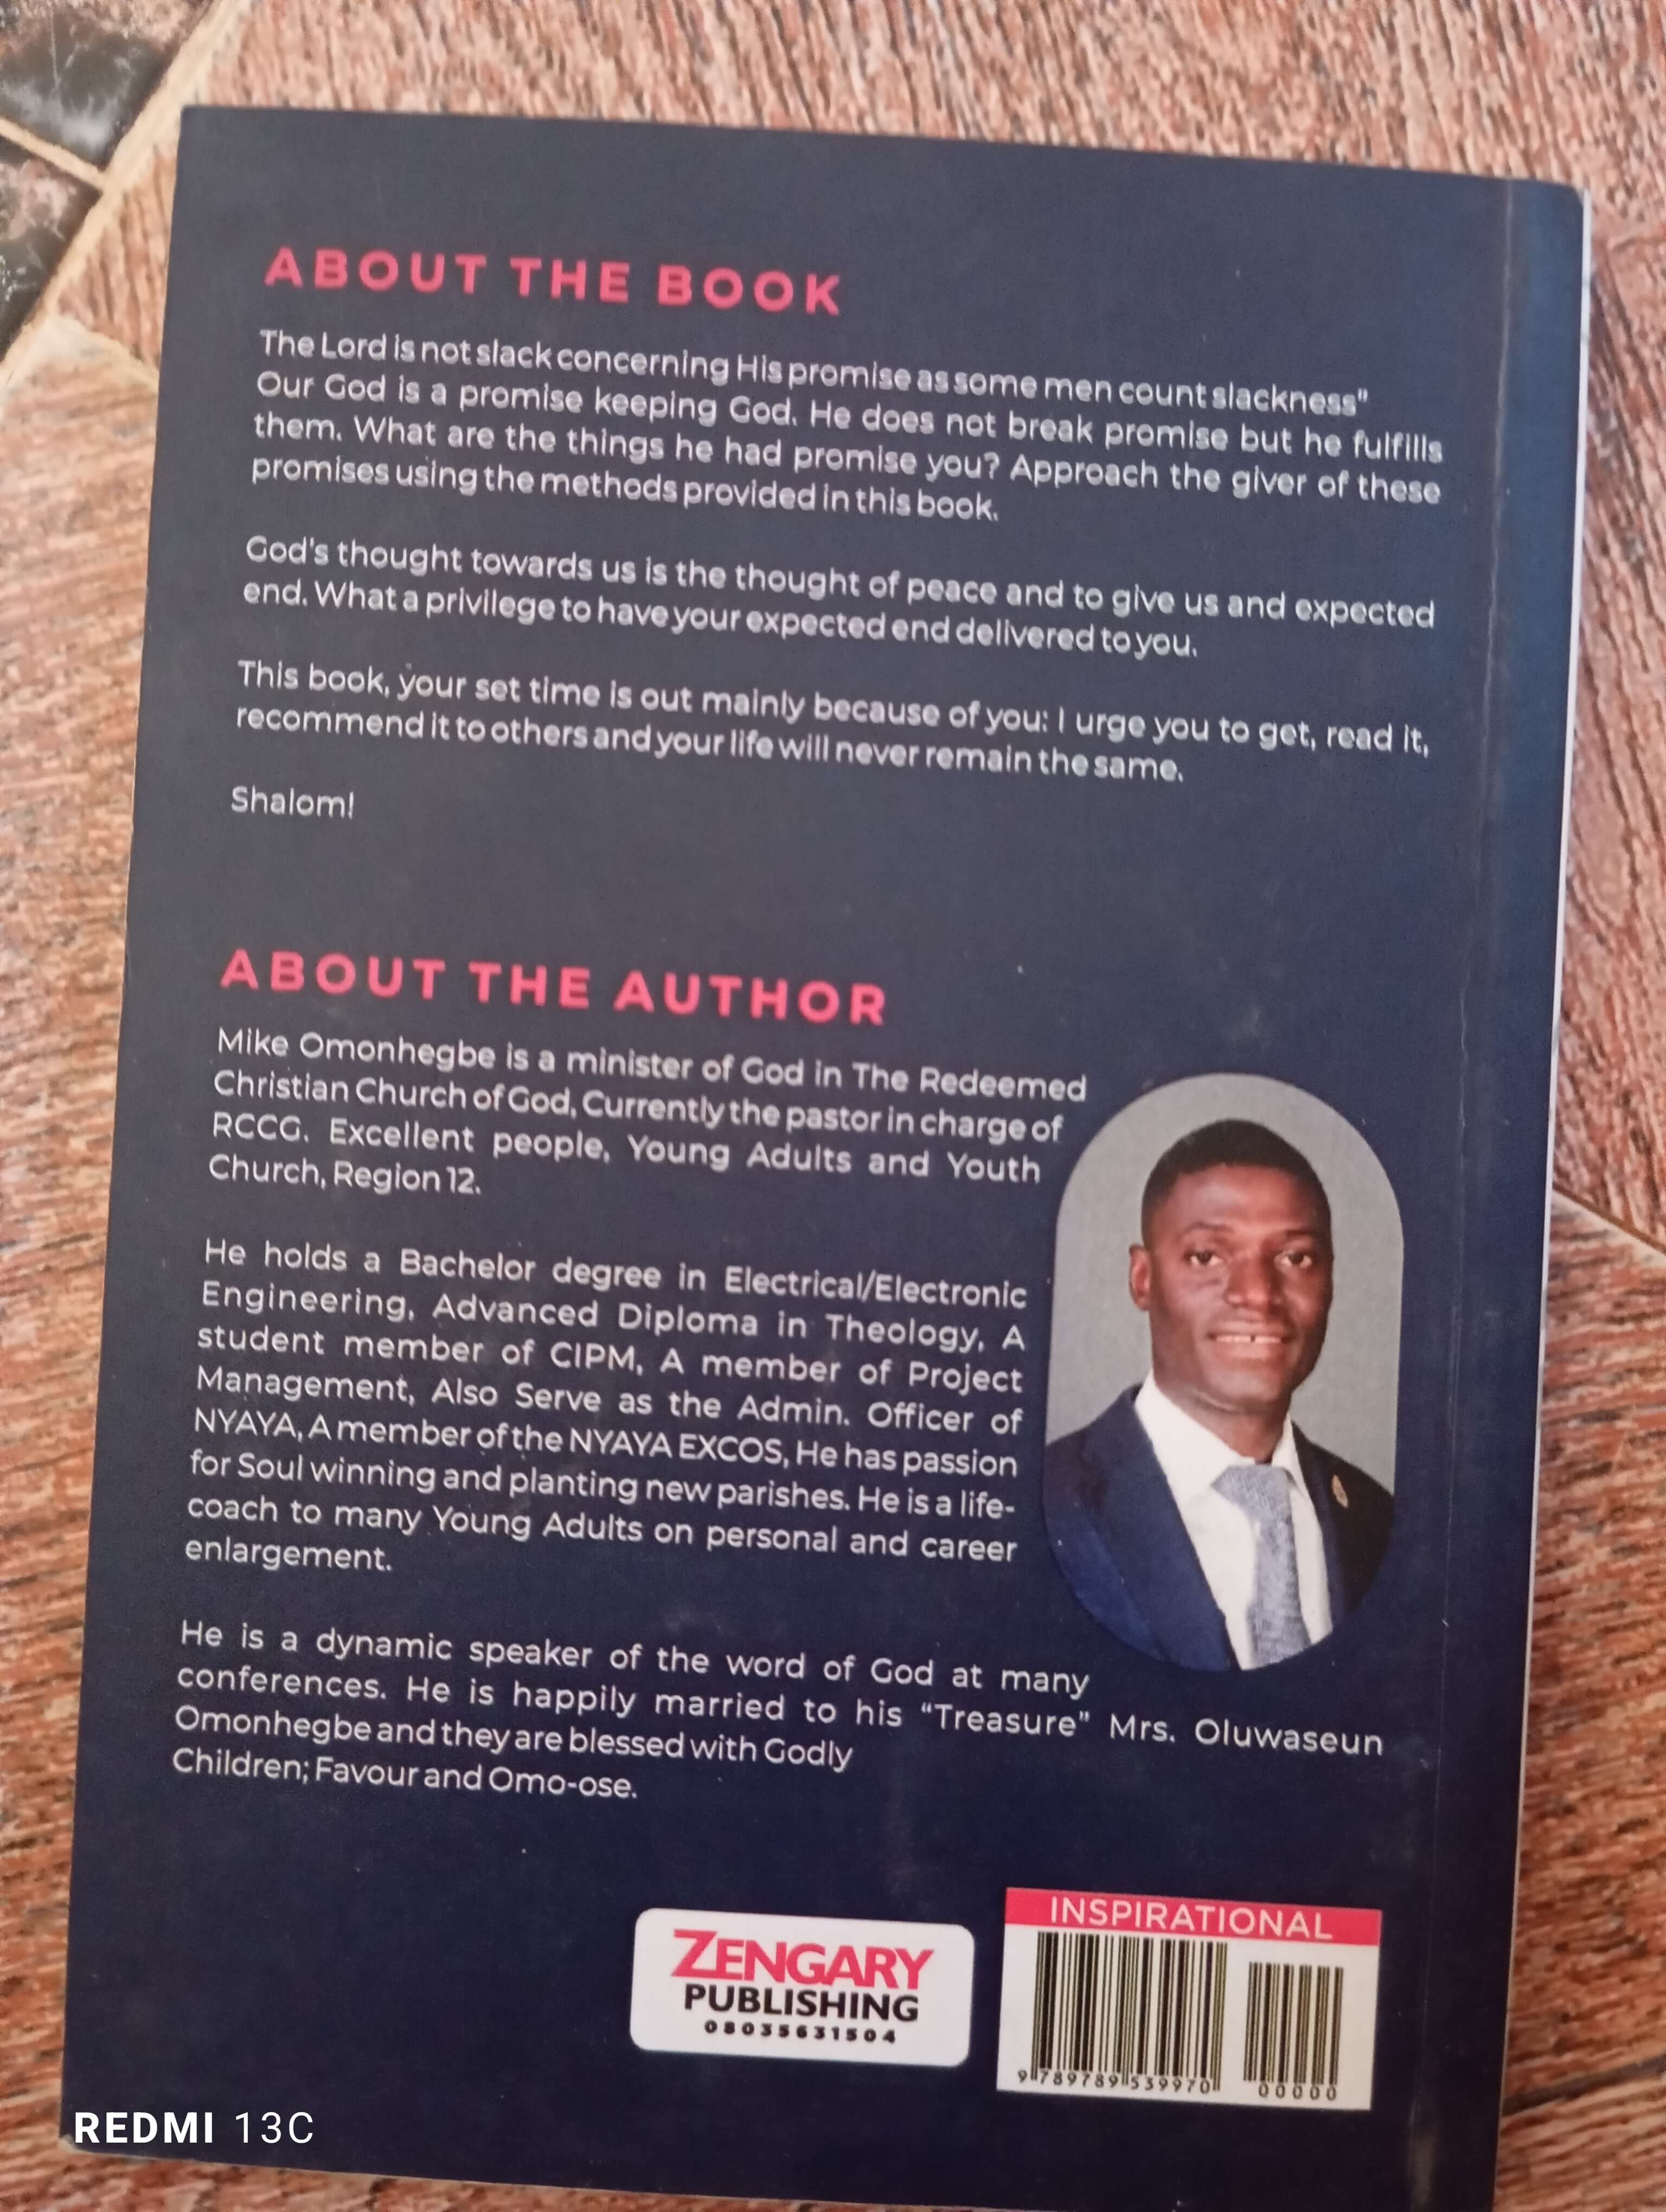 ABOUT THE BOOK
The Lord is not slack concerning His promise as some men count slackness"
Our God is a promise keeping God. He does not break promise but he fulfills
them. What are the things he had promise you? Approach the giver of these
promises using the methods provided in this book.
God's thought towards us is the thought of peace and to give us and expected
end. What a privilege to have your expected end delivered to you.
This book, your set time is out mainly because of you: I urge you to get, read it,
recommend it to others and your life will never remain the same.
Shalom!
ABOUT THE AUTHOR
Mike Omonhegbe is a minister of God in The Redeemed
Christian Church of God, Currently the pastor in charge of
RCCG. Excellent people, Young Adults and Youth
Church, Region 12.
He holds a Bachelor degree in Electrical/Electronic
Engineering, Advanced Diploma in Theology, A
student member of CIPM, A member of Project
Management, Also Serve as the Admin. Officer of
NYAYA, A member of the NYAYA EXCOS, He has passion
for Soul winning and planting new parishes. He is a life-
coach to many Young Adults on personal and career
enlargement.
He is a dynamic speaker of the word of God at many
conferences. He is happily married to his “Treasure” Mrs. Oluwaseun
Omonhegbe and they are blessed with Godly
Children; Favour and Omo-ose.
ZENGARY
PUBLISHING
08035631504
INSPIRATIONAL
9 789789 539970
00000
REDMI 13C